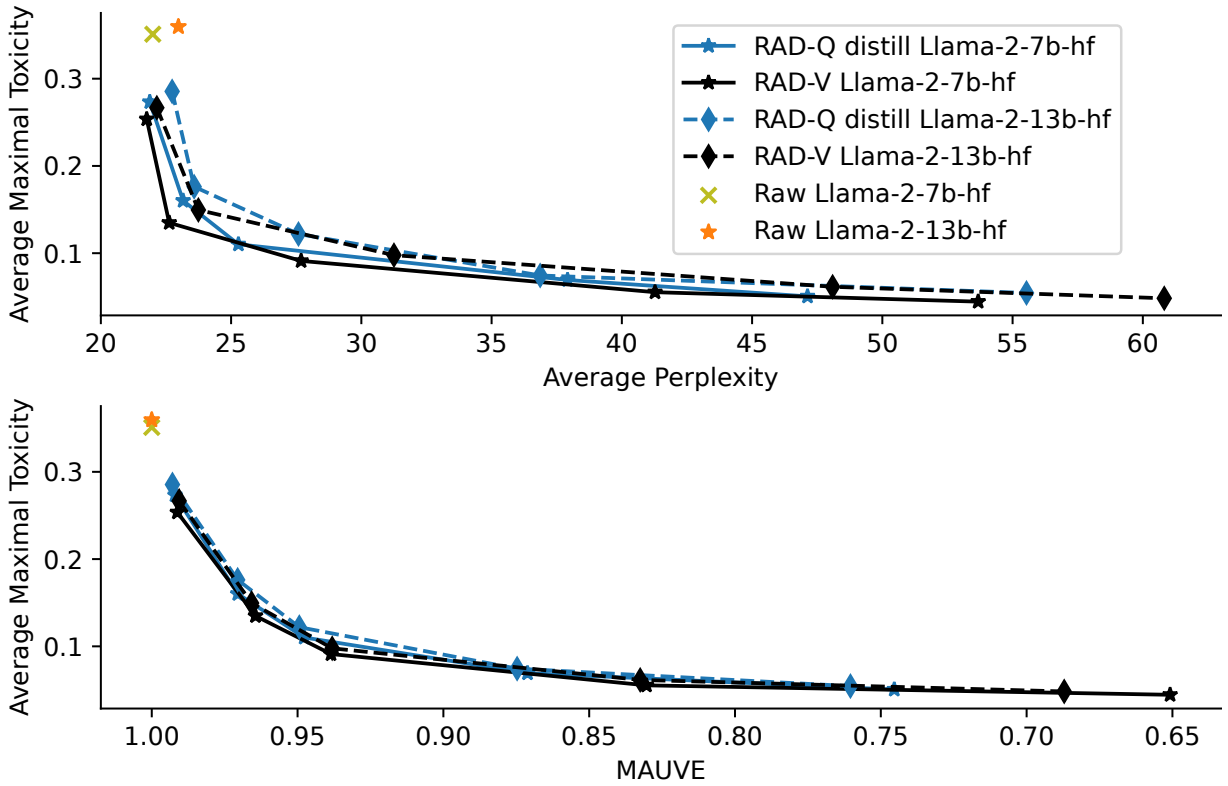 Average Maximal Toxicity
0.3
0.2
0.1
20 25 30 35 40 45 50 55 60
Average Perplexity
RAD-Q distill Llama-2-7b-hf
RAD-V Llama-2-7b-hf
RAD-Q distill Llama-2-13b-hf
RAD-V Llama-2-13b-hf
Raw Llama-2-7b-hf
Raw Llama-2-13b-hf
Average Maximal Toxicity
0.3
0.2
0.1
1.00 0.95 0.90 0.85 0.80 0.75 0.70 0.65
MAUVE